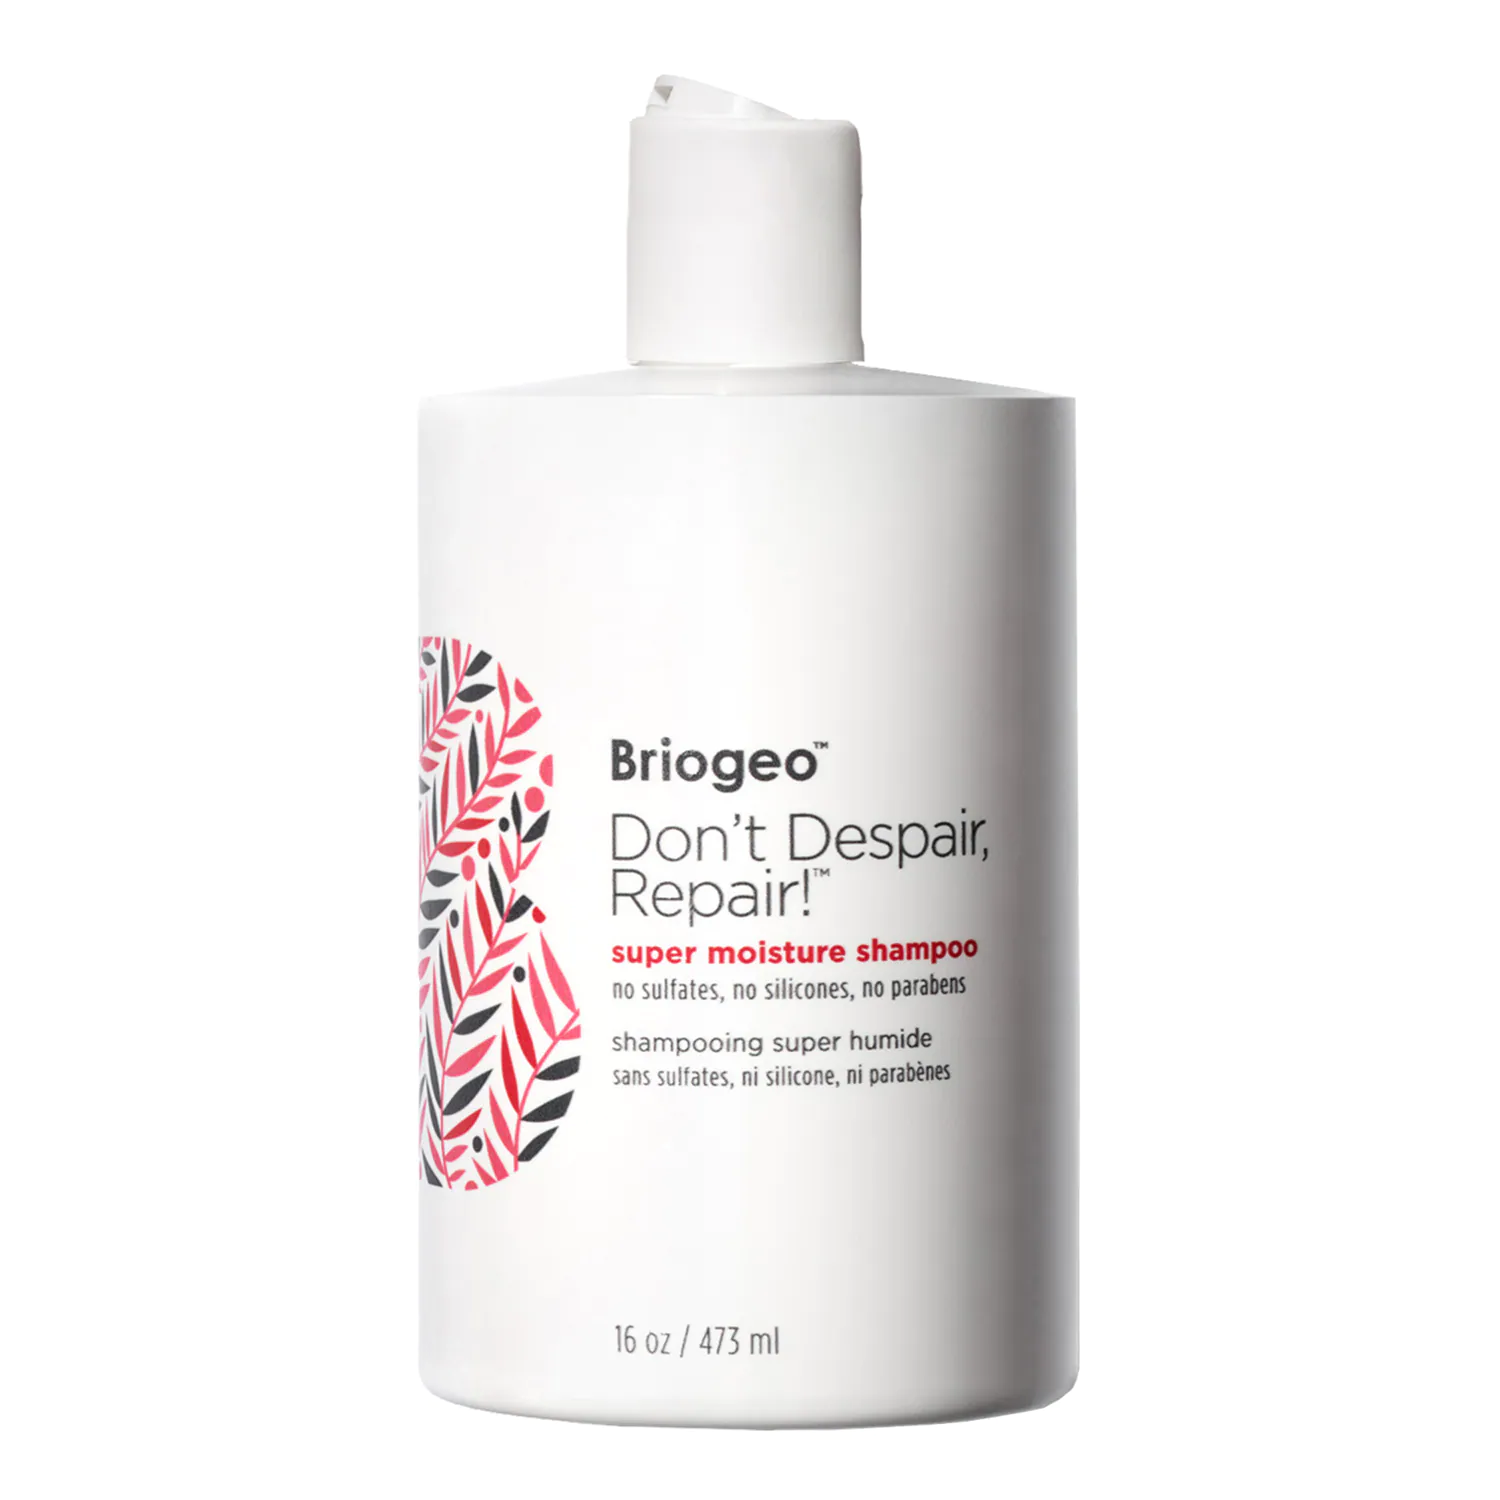 Briogeo™
Don't Despair,
Repair!™
super moisture shampoo
no sulfates, no silicones, no parabens
shampooing super humide
sans sulfates, ni silicone, ni parabènes
16 oz / 473 ml